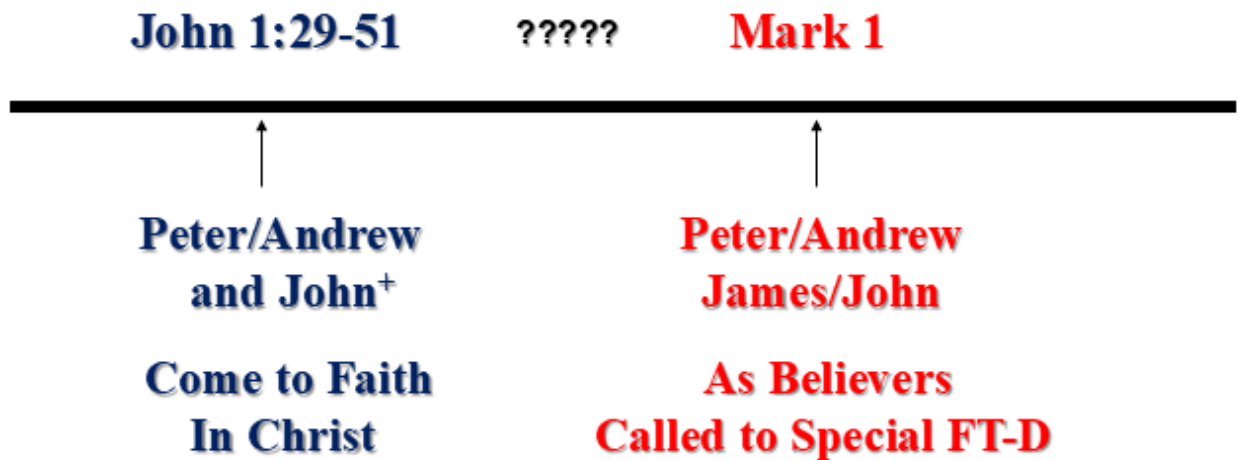 John 1:29-51 ????? Mark 1
Peter/Andrew
and John⁺
Come to Faith
In Christ
Peter/Andrew
James/John
As Believers
Called to Special FT-D